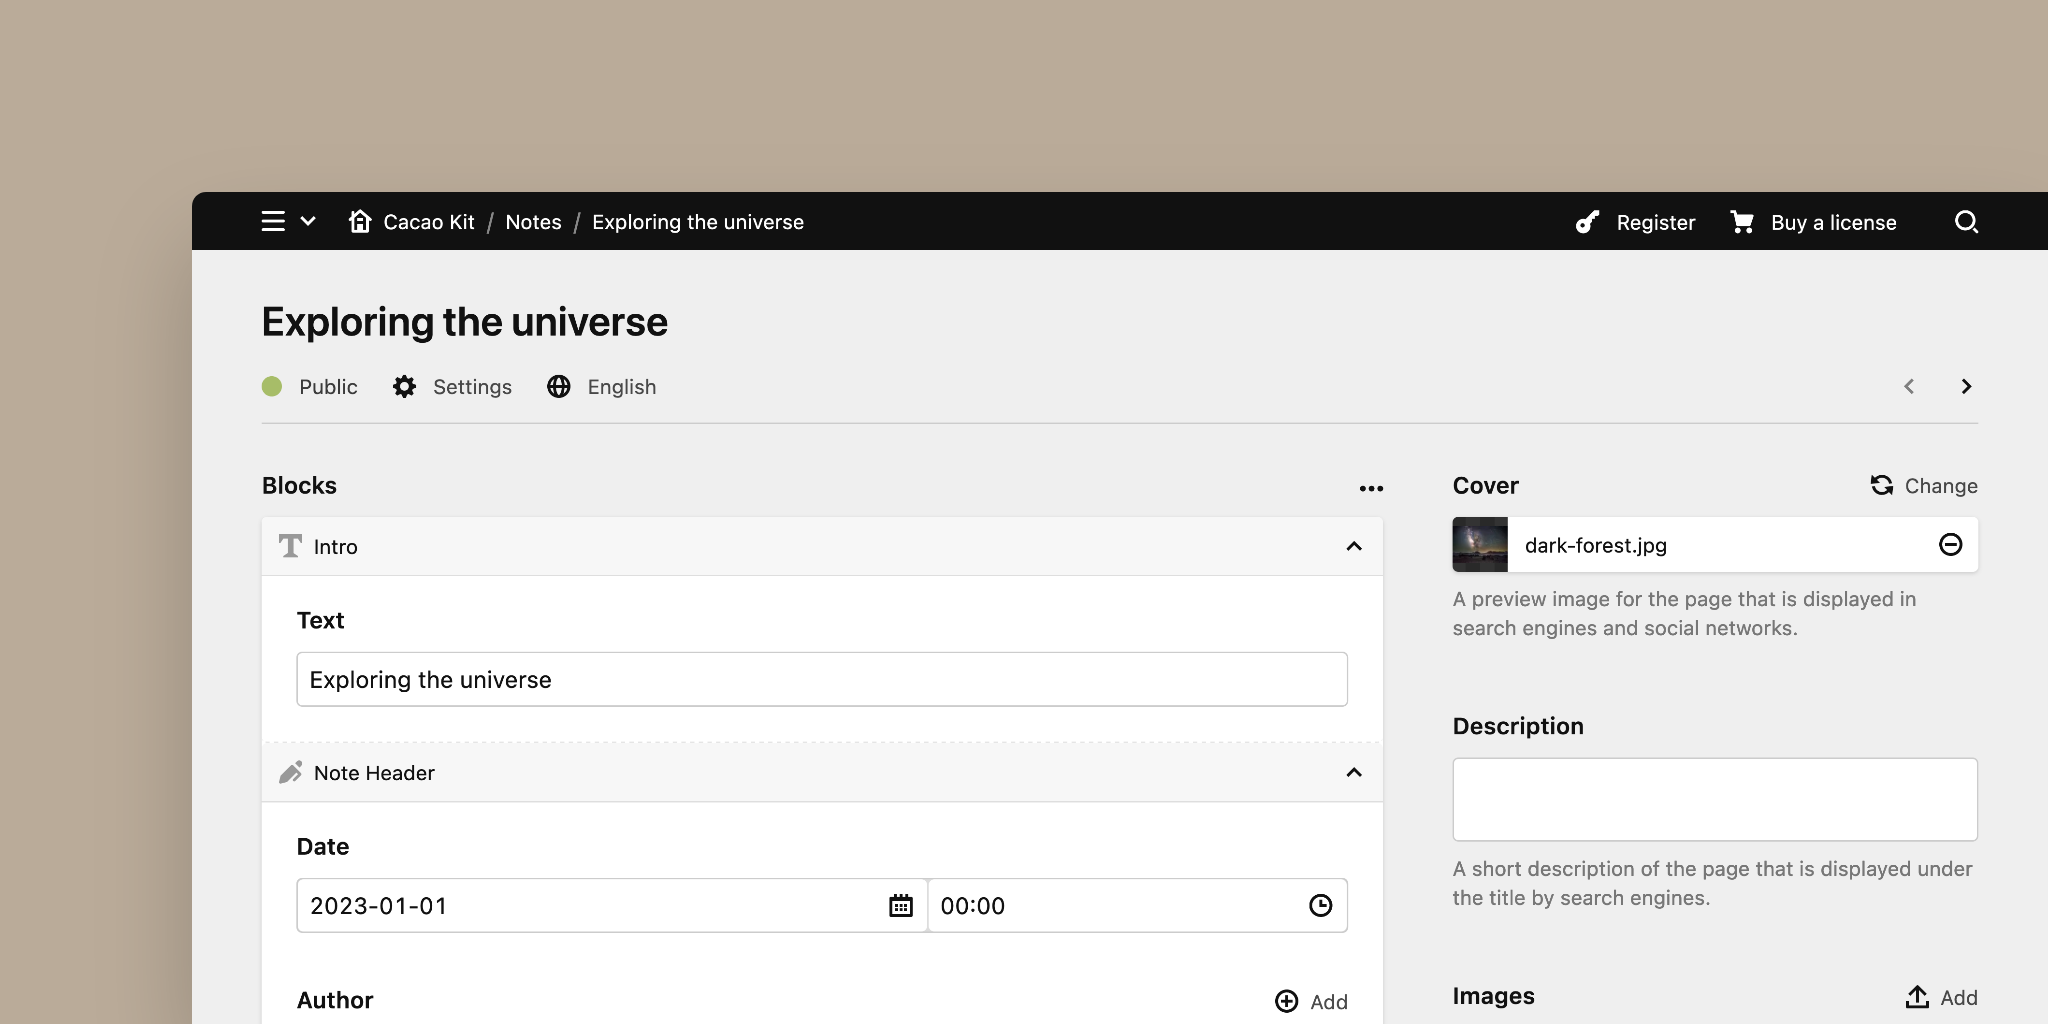 Cacao Kit / Notes / Exploring the universe
Register
Buy a license
Exploring the universe
Public
Settings
English
Blocks
Intro
Text
Exploring the universe
Note Header
Date
2023-01-01
00:00
Author
Add
Cover
Change
dark-forest.jpg
A preview image for the page that is displayed in
search engines and social networks.
Description
A short description of the page that is displayed under
the title by search engines.
Images
Add